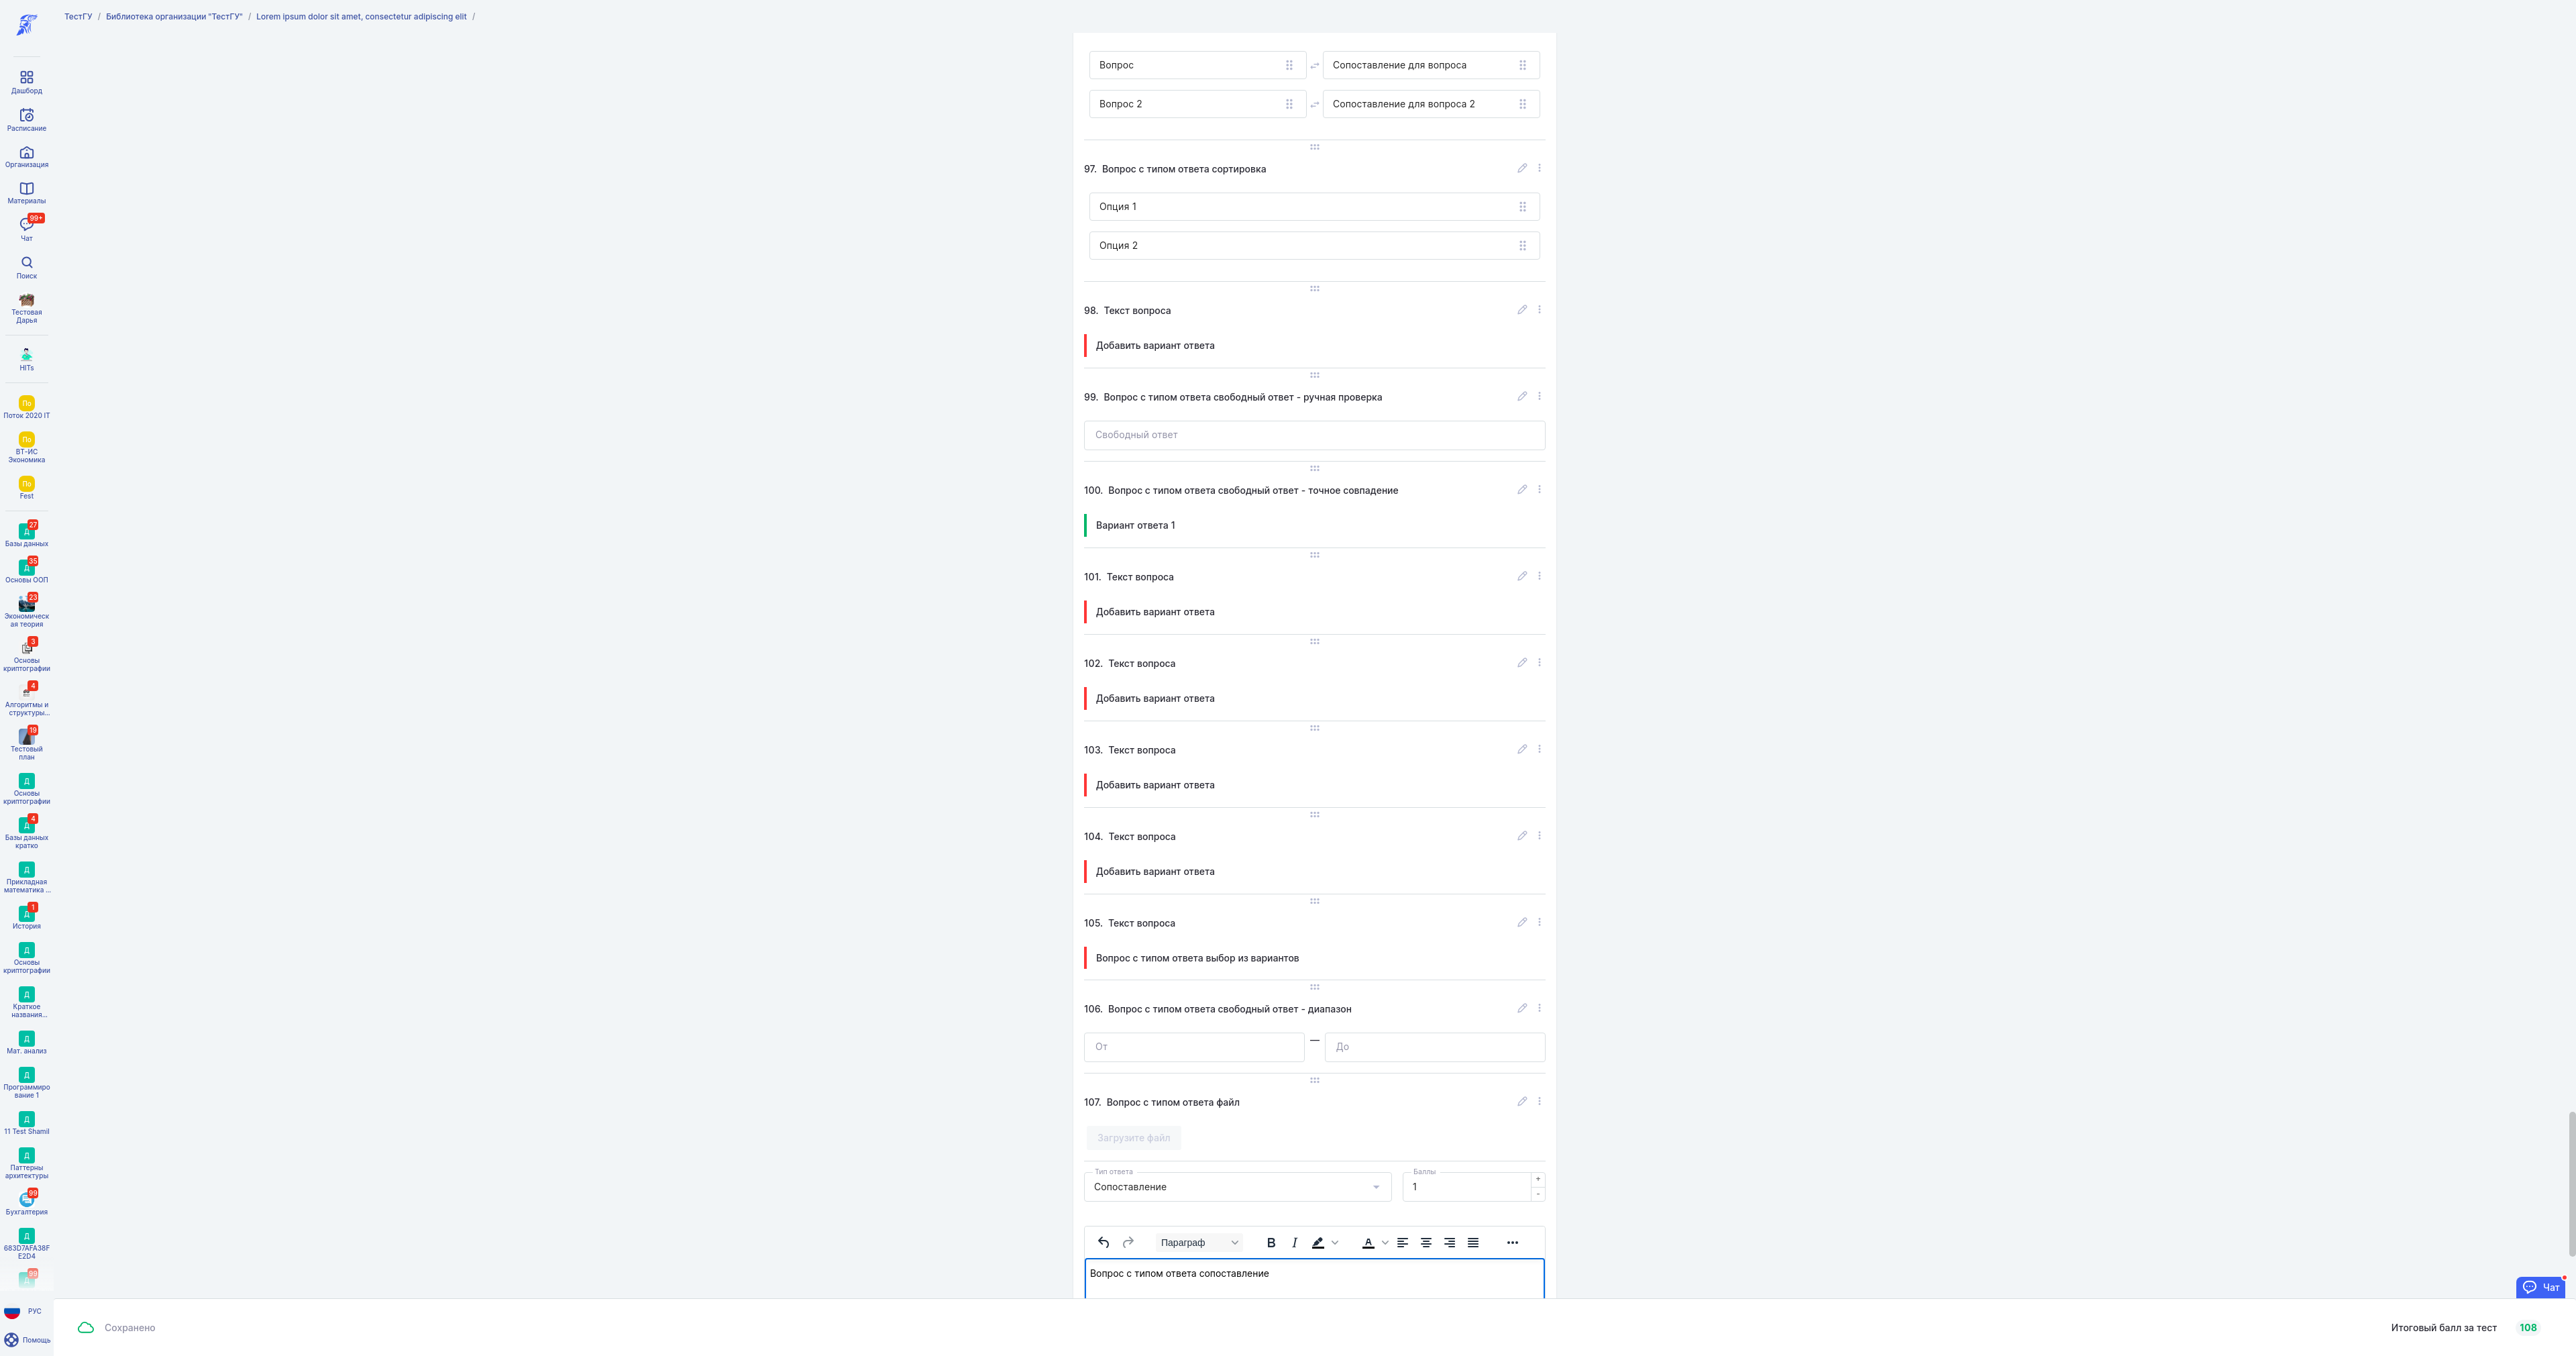 ТестГУ / Библиотека организации "ТестГУ" / Lorem ipsum dolor sit amet, consectetur adipiscing elit /
Дашборд
Расписание
Организация
Материалы
99+
Чат
Поиск
Тестовая
Дарья
HITs
По
Поток 2020 IT
По
ВТ-ИС
Экономика
По
Fest
27
Д
Базы данных
35
Д
Основы ООП
23
Экономическ
ая теория
3
Основы
криптографии
4
Алгоритмы и
структуры...
19
Тестовый
план
Д
Основы
криптографии
4
Д
Базы данных
кратко
Д
Прикладная
математика ...
1
Д
История
Д
Основы
криптографии
Д
Краткое
названия...
Д
Мат. анализ
Д
Программиро
вание 1
Д
11 Test Shamil
Д
Паттерны
архитектуры
99
Бухгалтерия
Д
683D7AFA38F
E2D4
99
Д
РУС
Помощь
Вопрос Сопоставление для вопроса
Вопрос 2 Сопоставление для вопроса 2
97. Вопрос с типом ответа сортировка
Опция 1
Опция 2
98. Текст вопроса
Добавить вариант ответа
99. Вопрос с типом ответа свободный ответ - ручная проверка
Свободный ответ
100. Вопрос с типом ответа свободный ответ - точное совпадение
Вариант ответа 1
101. Текст вопроса
Добавить вариант ответа
102. Текст вопроса
Добавить вариант ответа
103. Текст вопроса
Добавить вариант ответа
104. Текст вопроса
Добавить вариант ответа
105. Текст вопроса
Вопрос с типом ответа выбор из вариантов
106. Вопрос с типом ответа свободный ответ - диапазон
От — До
107. Вопрос с типом ответа файл
Загрузите файл
Тип ответа Баллы
Сопоставление 1 + -
Параграф B I A
Вопрос с типом ответа сопоставление
Чат
Сохранено Итоговый балл за тест 108